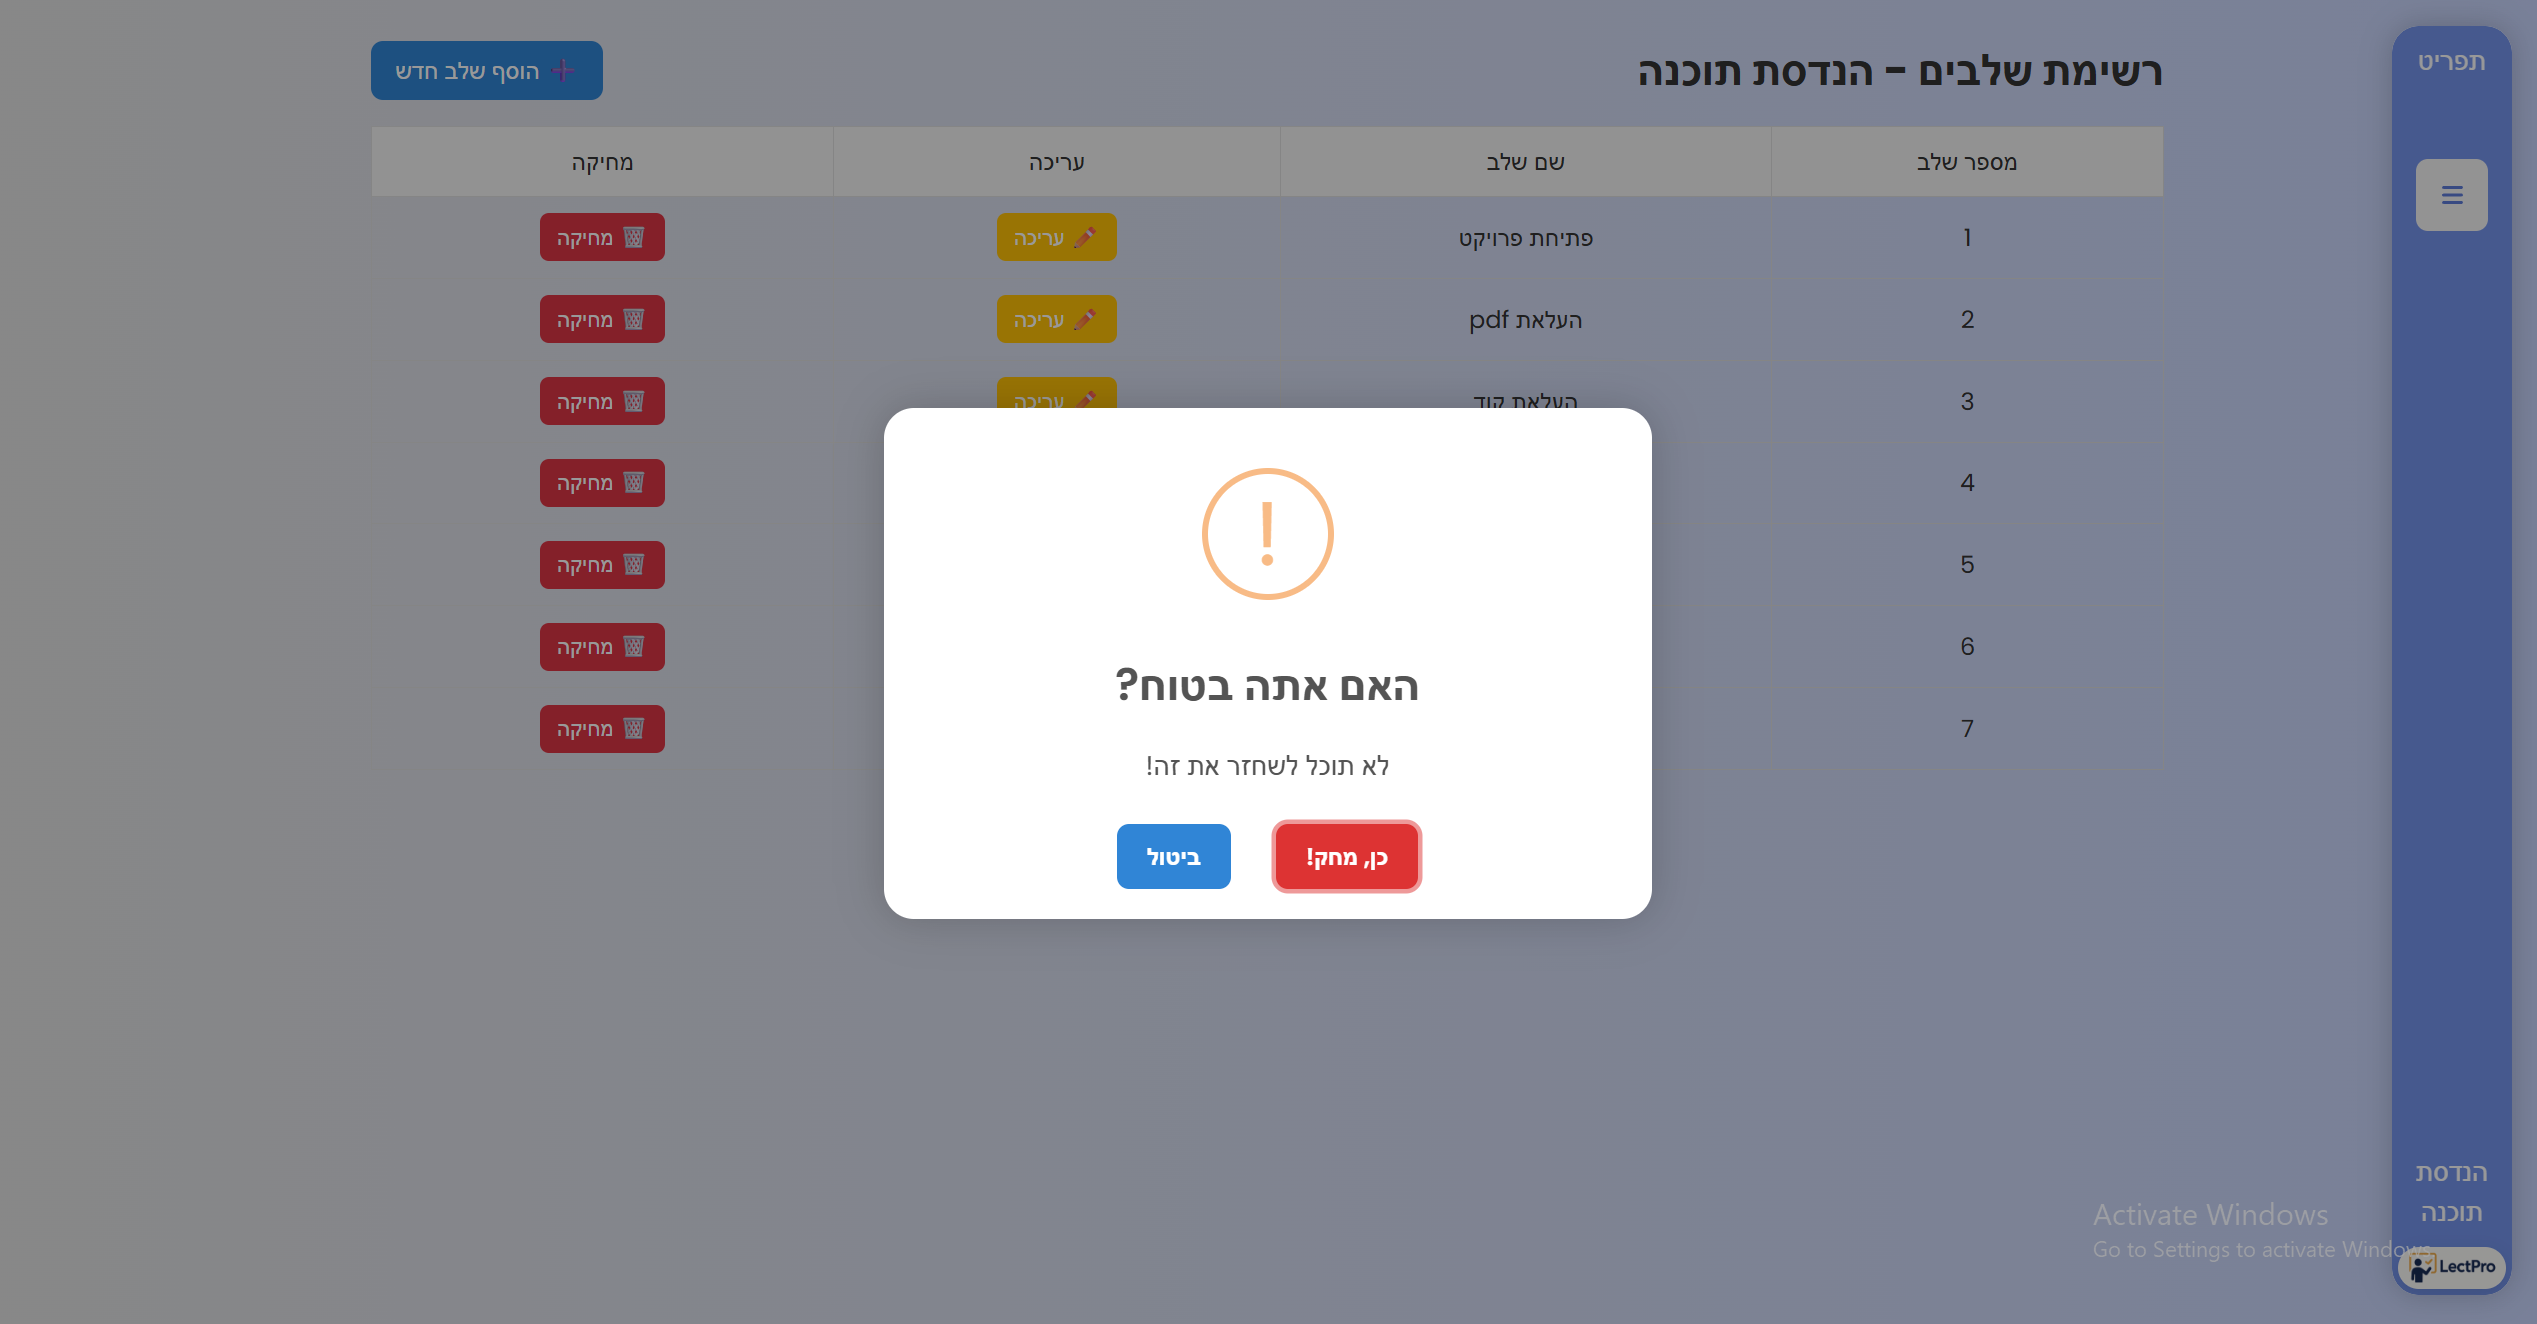 תפריט
רשימת שלבים - הנדסת תוכנה
➕ הוסף שלב חדש
מספר שלב שם שלב עריכה מחיקה
1 פתיחת פרויקט עריכה מחיקה
2 העלאת pdf עריכה מחיקה
3 העלאת קוד עריכה מחיקה
4 מחיקה
5 מחיקה
6 מחיקה
7 מחיקה
האם אתה בטוח?
לא תוכל לשחזר את זה!
כן, מחק! ביטול
הנדסת
תוכנה
Activate Windows
Go to Settings to activate Windows.
LectPro